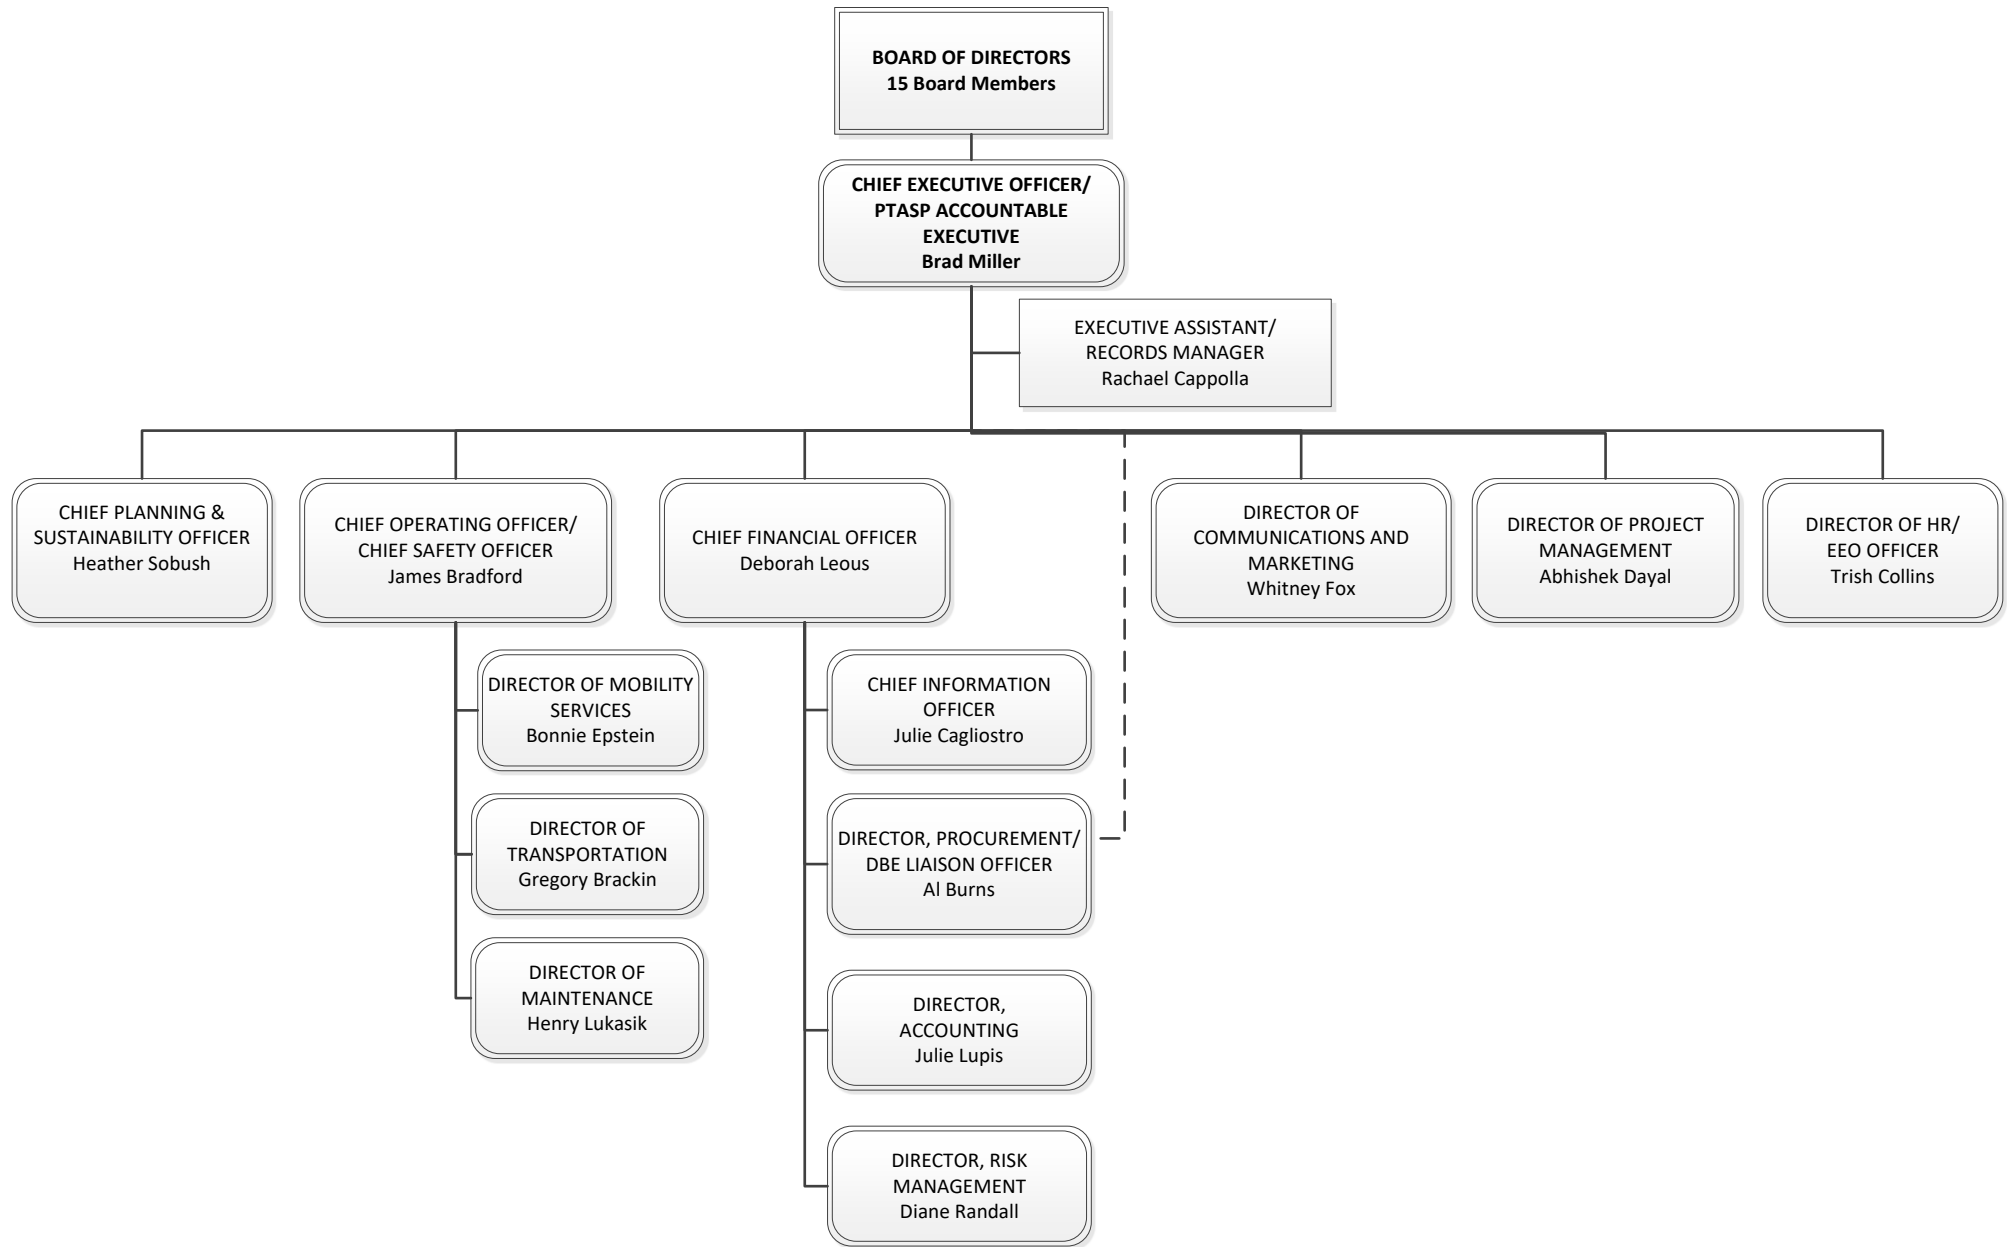 BOARD OF DIRECTORS
15 Board Members
CHIEF EXECUTIVE OFFICER/
PTASP ACCOUNTABLE
EXECUTIVE
Brad Miller
EXECUTIVE ASSISTANT/
RECORDS MANAGER
Rachael Cappolla
CHIEF PLANNING &
SUSTAINABILITY OFFICER
Heather Sobush
CHIEF OPERATING OFFICER/
CHIEF SAFETY OFFICER
James Bradford
CHIEF FINANCIAL OFFICER
Deborah Leous
DIRECTOR OF
COMMUNICATIONS AND
MARKETING
Whitney Fox
DIRECTOR OF PROJECT
MANAGEMENT
Abhishek Dayal
DIRECTOR OF HR/
EEO OFFICER
Trish Collins
DIRECTOR OF MOBILITY
SERVICES
Bonnie Epstein
DIRECTOR OF
TRANSPORTATION
Gregory Brackin
DIRECTOR OF
MAINTENANCE
Henry Lukasik
CHIEF INFORMATION
OFFICER
Julie Cagliostro
DIRECTOR, PROCUREMENT/
DBE LIAISON OFFICER
Al Burns
DIRECTOR,
ACCOUNTING
Julie Lupis
DIRECTOR, RISK
MANAGEMENT
Diane Randall